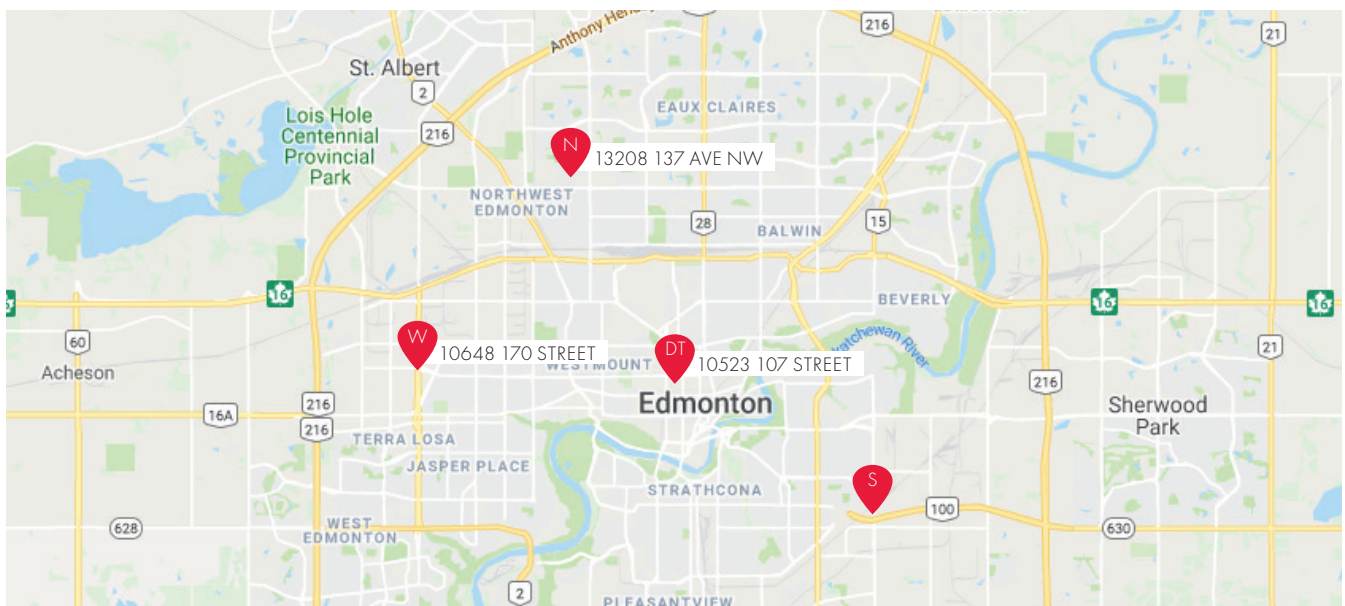 Anthony Henday
216
21
St. Albert
2
EAUX CLAIRES
Lois Hole
Centennial
Provincial
Park
216
N
13208 137 AVE NW
NORTHWEST
EDMONTON
28
BALWIN
15
16
BEVERLY
16
16
W
10648 170 STREET
DT
10523 107 STREET
60
Acheson
WESTMOUNT
River
21
216
216
16A
216
Edmonton
Sherwood
Park
TERRA LOSA
JASPER PLACE
STRATHCONA
S
100
628
WEST
EDMONTON
630
2
PLEASANTVIEW